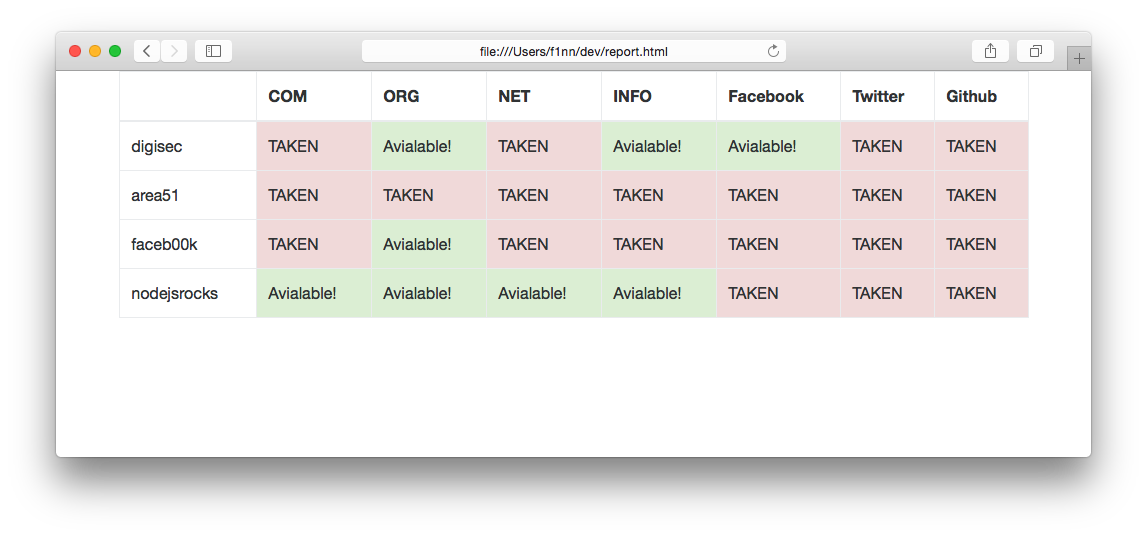 file:///Users/f1nn/dev/report.html
COM ORG NET INFO Facebook Twitter Github
digisec TAKEN Avialable! TAKEN Avialable! Avialable! TAKEN TAKEN
area51 TAKEN TAKEN TAKEN TAKEN TAKEN TAKEN TAKEN
faceb00k TAKEN Avialable! TAKEN TAKEN TAKEN TAKEN TAKEN
nodejsrocks Avialable! Avialable! Avialable! Avialable! TAKEN TAKEN TAKEN